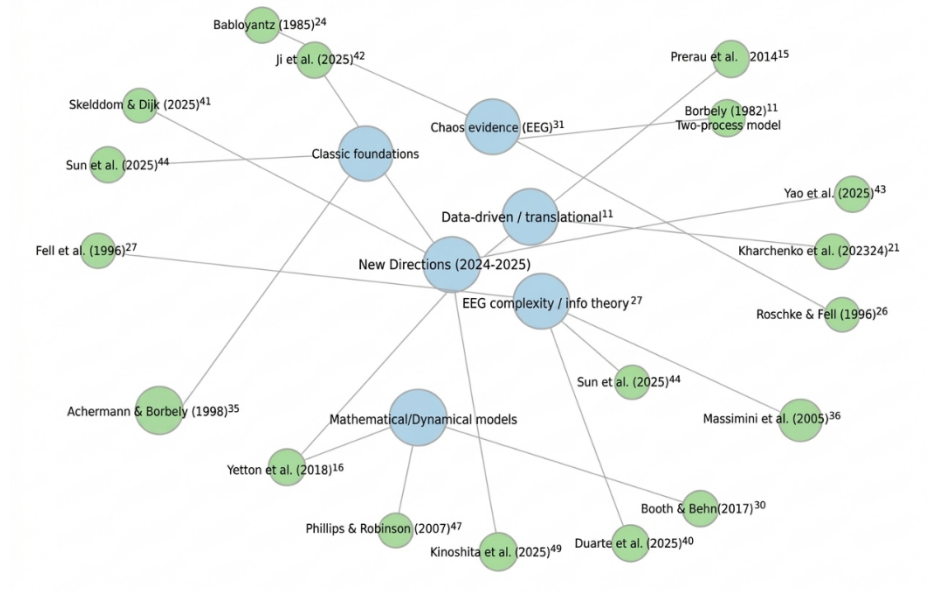 Babloyantz (1985)24
Ji et al. (2025)42
Prerau et al. 201415
Skelddom & Dijk (2025)41
Borbely (1982)11
Two-process model
Chaos evidence (EEG)31
Classic foundations
Sun et al. (2025)44
Yao et al. (2025)43
Data-driven / translational11
Fell et al. (1996)27
Kharchenko et al. (202324)21
New Directions (2024-2025)
EEG complexity / info theory27
Roschke & Fell (1996)26
Sun et al. (2025)44
Achermann & Borbely (1998)35
Mathematical/Dynamical models
Massimini et al. (2005)36
Yetton et al. (2018)16
Booth & Behn(2017)30
Phillips & Robinson (2007)47
Kinoshita et al. (2025)49
Duarte et al. (2025)40